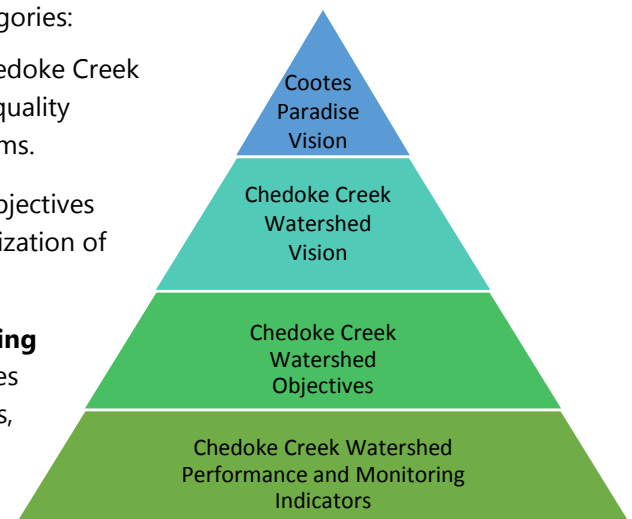 gories:
edoke Creek
quality
ms.
bjectives
ization of
ing
es
s,
Cootes
Paradise
Vision
Chedoke Creek
Watershed
Vision
Chedoke Creek
Watershed
Objectives
Chedoke Creek Watershed
Performance and Monitoring
Indicators